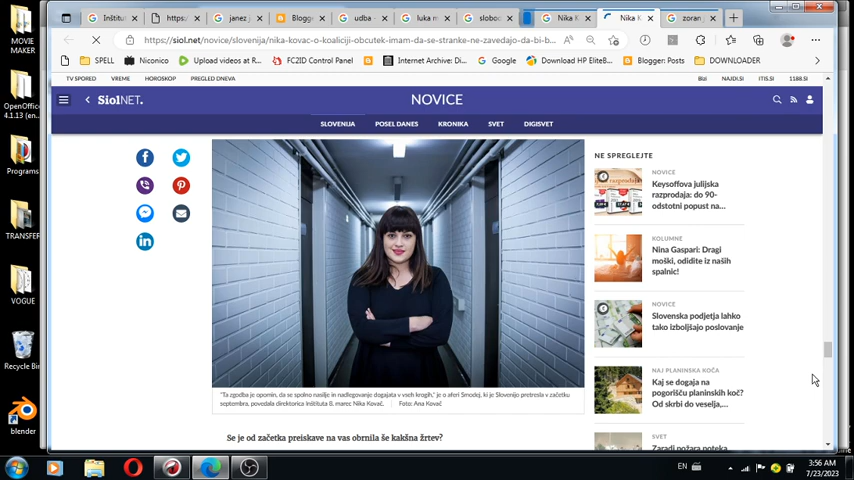 MOVIE
MAKER
OpenOffice
4.1.13 (en...
Programs
TRANSFER
VOGUE
Recycle Bin
blender
Inštitu
https:
janez j
Blogge
udba
luka m
slobod
Nika K
Nika K
zoran
https://siol.net/novice/slovenija/nika-kovac-o-koaliciji-obcutek-imam-da-se-stranke-ne-zavedajo-da-bi-b...
SPELL
Niconico
Upload videos at R...
FC2ID Control Panel
Internet Archive: Di...
Google
Download HP EliteB...
Blogger: Posts
DOWNLOADER
TV SPORED
VREME
HOROSKOP
PREGLED DNEVA
NAJDI.SI
ITIS.SI
1188.SI
SiolNET.
NOVICE
SLOVENIJA
POSEL DANES
KRONIKA
SVET
DIGISVET
NE SPREGLEJTE
NOVICE
Keysoffova julijska
razprodaja: do 90-
odstotni popust na...
KOLUMNE
Nina Gaspari: Dragi
moški, odidite iz naših
spalnic!
NOVICE
Slovenska podjetja lahko
tako izboljšajo poslovanje
NAJ PLANINSKA KOČA
Kaj se dogaja na
pogorišču planinskih koč?
Od skrbi do veselja,...
SVET
Zaradi požara poteka
"Ta zgodba je opomin, da se spolno nasilje in nadlegovanje dogajata v vseh krogih," je o aferi Smodej, ki je Slovenijo pretresla v začetku
septembra, povedala direktorica Inštituta 8. marec Nika Kovač.
Foto: Ana Kovač
Se je od začetka preiskave na vas obrnila še kakšna žrtev?
EN
3:56 AM
7/23/2023